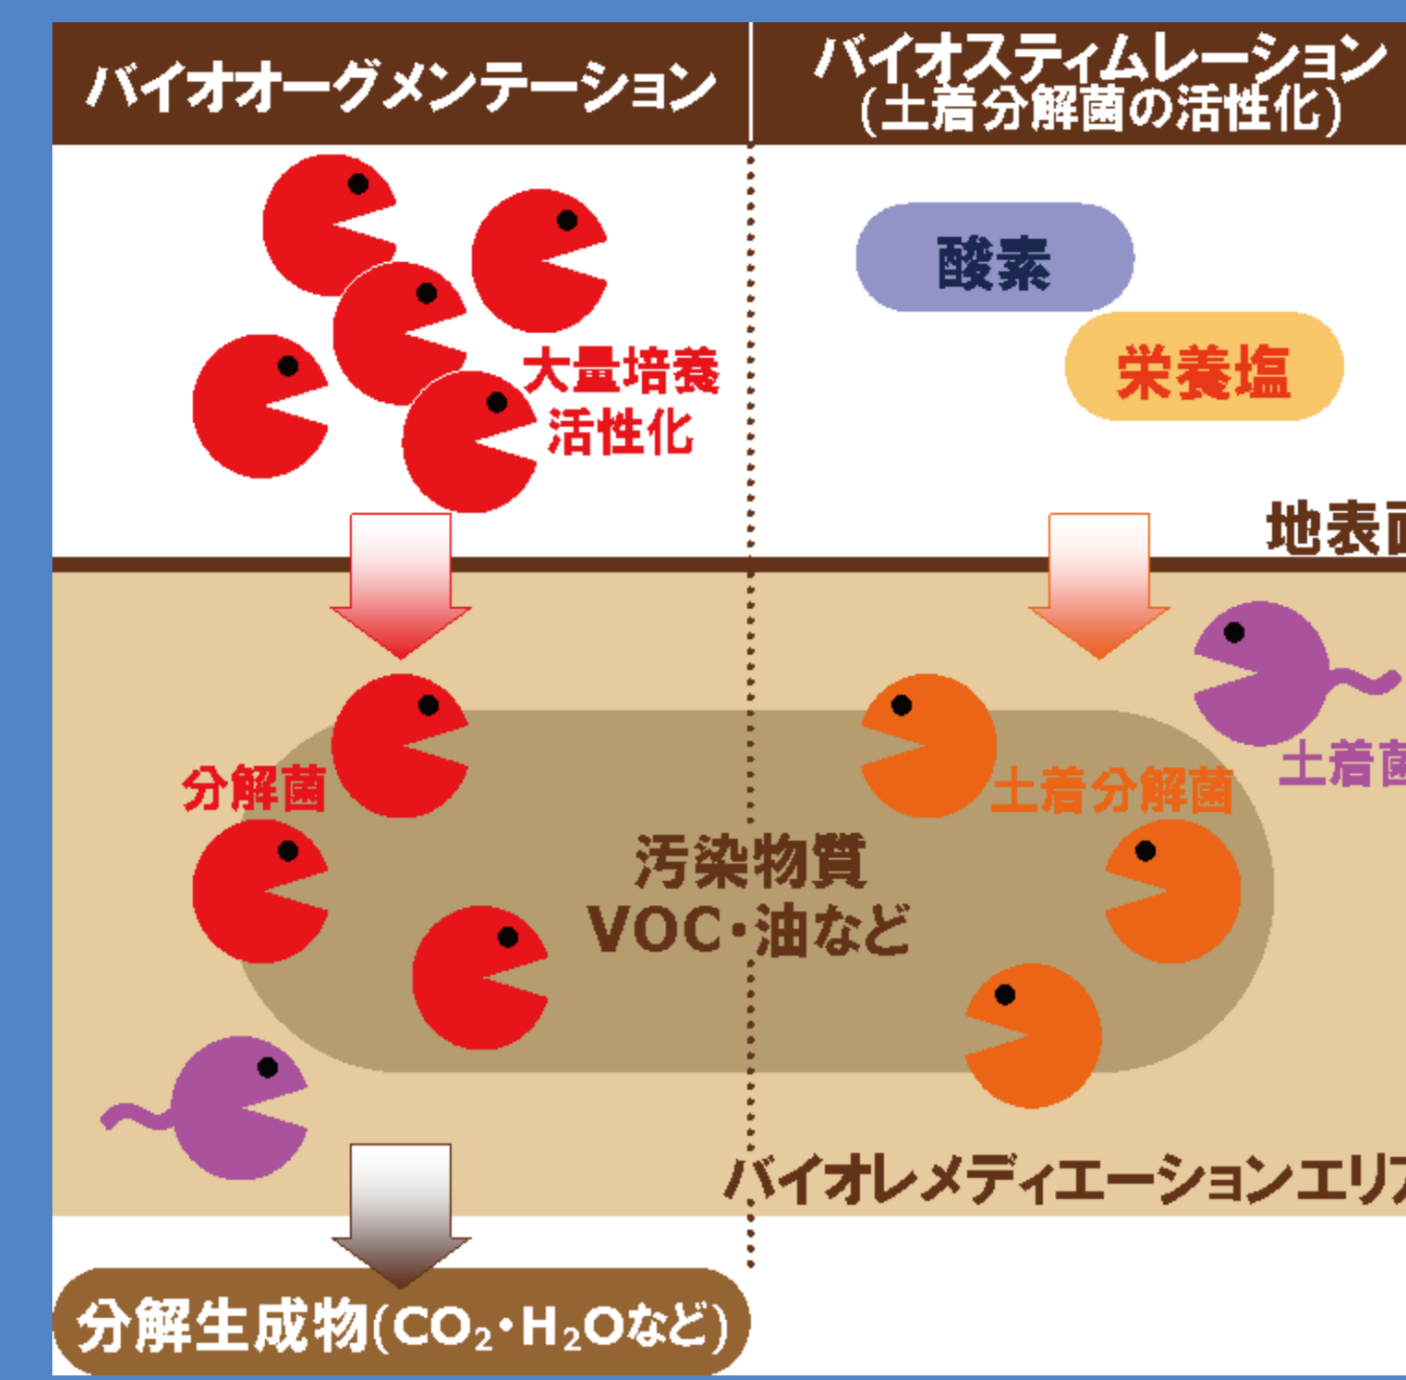 バイオオーグメンテーション
バイオスティムレーション
(土着分解菌の活性化)
酸素
栄養塩
大量培養
活性化
地表面
分解菌
土着分解菌
土着菌
汚染物質
VOC・油など
バイオレメディエーションエリア
分解生成物(CO₂・H₂Oなど)